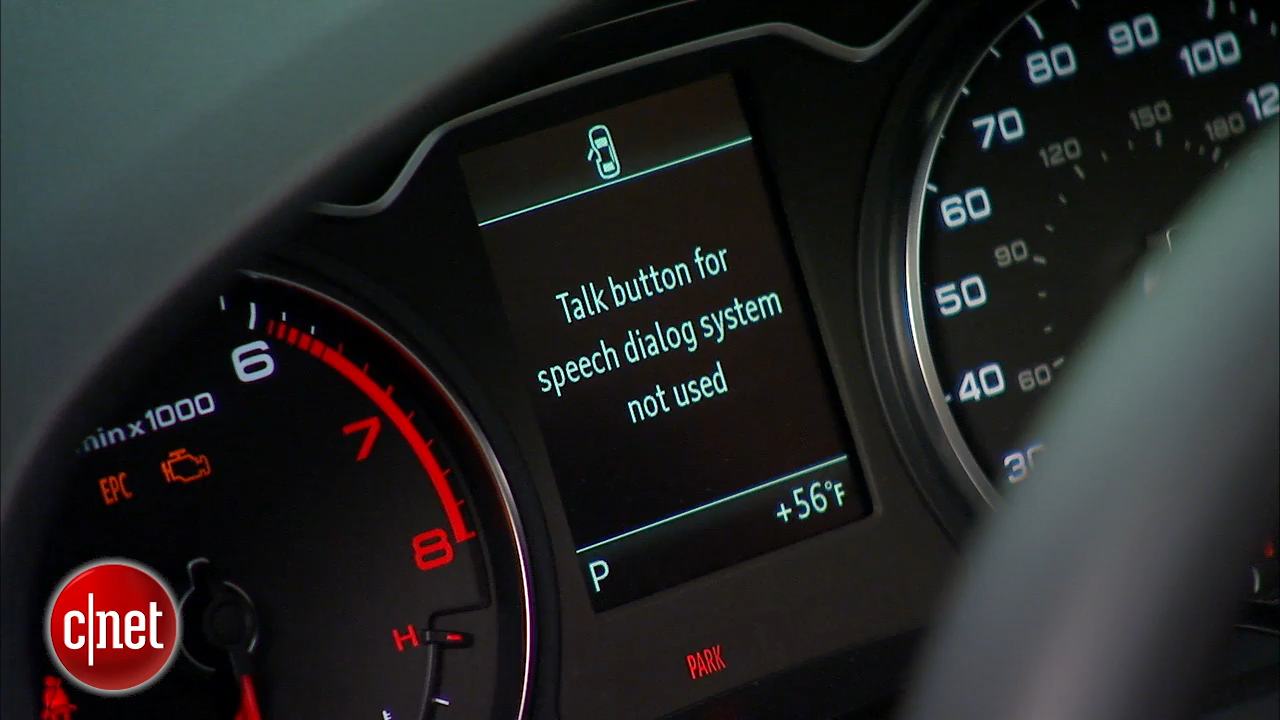 Talk button for
speech dialog system
not used
+56°F
P
PARK
6
7
8
min x 1000
EPC
H
30
40
50
60
70
80
90
100
60
90
120
150
180
c|net